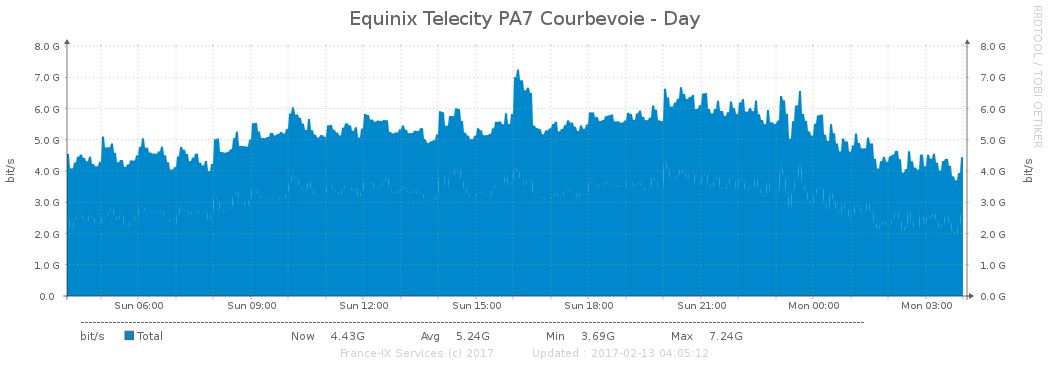 Equinix Telecity PA7 Courbevoie - Day
RRDTOOL / TOBI OETIKER
8.0 G 8.0 G
7.0 G 7.0 G
6.0 G 6.0 G
5.0 G 5.0 G
4.0 G 4.0 G
3.0 G 3.0 G
2.0 G 2.0 G
1.0 G 1.0 G
0.0 0.0 G
bit/s
bit/s
Sun 06:00 Sun 09:00 Sun 12:00 Sun 15:00 Sun 18:00 Sun 21:00 Mon 00:00 Mon 03:00
bit/s Total Now 4.43G Avg 5.24G Min 3.69G Max 7.24G
France-IX Services (c) 2017 Updated : 2017-02-13 04:05:12